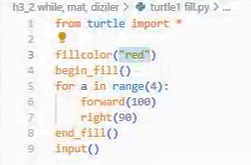 h3_2 while, mat, diziler > turtle1 fill.py > ...
1 from turtle import *
2
3 fillcolor("red")
4 begin_fill()
5 for a in range(4):
6 forward(100)
7 right(90)
8 end_fill()
9 input()